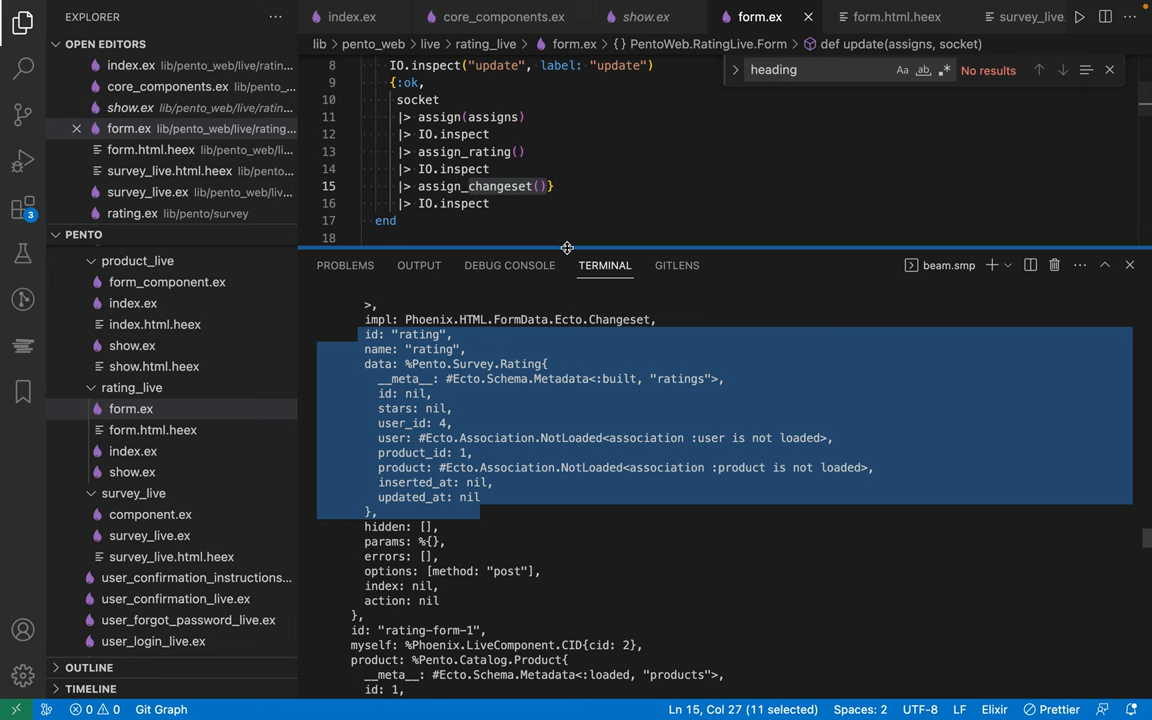 EXPLORER
OPEN EDITORS
index.ex lib/pento_web/live/ratin...
core_components.ex lib/pento_...
show.ex lib/pento_web/live/ratin...
form.ex lib/pento_web/live/rating...
form.html.heex lib/pento_web/li...
survey_live.html.heex lib/pento...
survey_live.ex lib/pento_web/liv...
rating.ex lib/pento/survey
PENTO
product_live
form_component.ex
index.ex
index.html.heex
show.ex
show.html.heex
rating_live
form.ex
form.html.heex
index.ex
show.ex
survey_live
component.ex
survey_live.ex
survey_live.html.heex
user_confirmation_instructions...
user_confirmation_live.ex
user_forgot_password_live.ex
user_login_live.ex
OUTLINE
TIMELINE
3
index.ex core_components.ex show.ex form.ex form.html.heex survey_live.
lib > pento_web > live > rating_live > form.ex > {} PentoWeb.RatingLive.Form > def update(assigns, socket)
heading Aa ab No results
8 IO.inspect("update", label: "update")
9 {:ok,
10 socket
11 |> assign(assigns)
12 |> IO.inspect
13 |> assign_rating()
14 |> IO.inspect
15 |> assign_changeset()}
16 |> IO.inspect
17 end
18
PROBLEMS OUTPUT DEBUG CONSOLE TERMINAL GITLENS beam.smp
>,
impl: Phoenix.HTML.FormData.Ecto.Changeset,
id: "rating",
name: "rating",
data: %Pento.Survey.Rating{
__meta__: #Ecto.Schema.Metadata<:built, "ratings">,
id: nil,
stars: nil,
user_id: 4,
user: #Ecto.Association.NotLoaded<association :user is not loaded>,
product_id: 1,
product: #Ecto.Association.NotLoaded<association :product is not loaded>,
inserted_at: nil,
updated_at: nil
},
hidden: [],
params: %{},
errors: [],
options: [method: "post"],
index: nil,
action: nil
},
id: "rating-form-1",
myself: %Phoenix.LiveComponent.CID{cid: 2},
product: %Pento.Catalog.Product{
__meta__: #Ecto.Schema.Metadata<:loaded, "products">,
id: 1,
0 0 Git Graph Ln 15, Col 27 (11 selected) Spaces: 2 UTF-8 LF Elixir Prettier